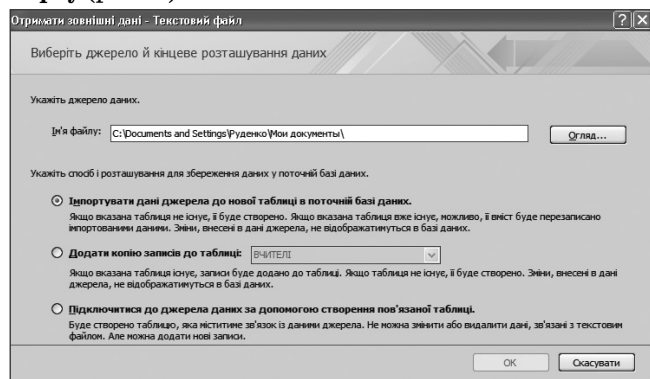 Отримати зовнішні дані - Текстовий файл
Виберіть джерело й кінцеве розташування даних
Укажіть джерело даних.
Ім'я файлу: C:\Documents and Settings\Руденко\Мои документы\ Огляд...
Укажіть спосіб і розташування для збереження даних у поточній базі даних.
Імпортувати дані джерела до нової таблиці в поточній базі даних.
Якщо вказана таблиця не існує, її буде створено. Якщо вказана таблиця вже існує, можливо, її вміст буде перезаписано
імпортованими даними. Зміни, внесені в дані джерела, не відображатимуться в базі даних.
Додати копію записів до таблиці: ВЧИТЕЛІ
Якщо вказана таблиця існує, записи буде додано до таблиці. Якщо таблиця не існує, її буде створено. Зміни, внесені в дані
джерела, не відображатимуться в базі даних.
Підключитися до джерела даних за допомогою створення пов'язаної таблиці.
Буде створено таблицю, яка міститиме зв'язок із даними джерела. Не можна змінити або видалити дані, зв'язані з текстовим
файлом. Але можна додати нові записи.
ОК Скасувати